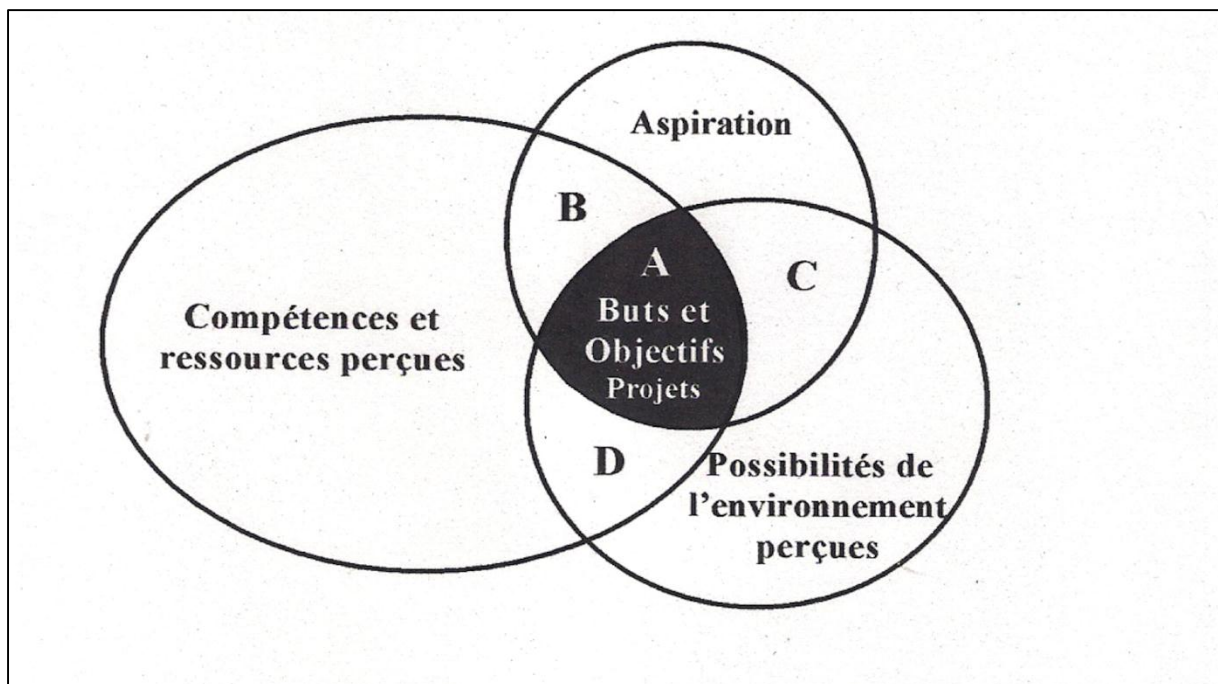 Aspiration
B
A
C
Compétences et
ressources perçues
Buts et
Objectifs
Projets
D
Possibilités de
l'environnement
perçues